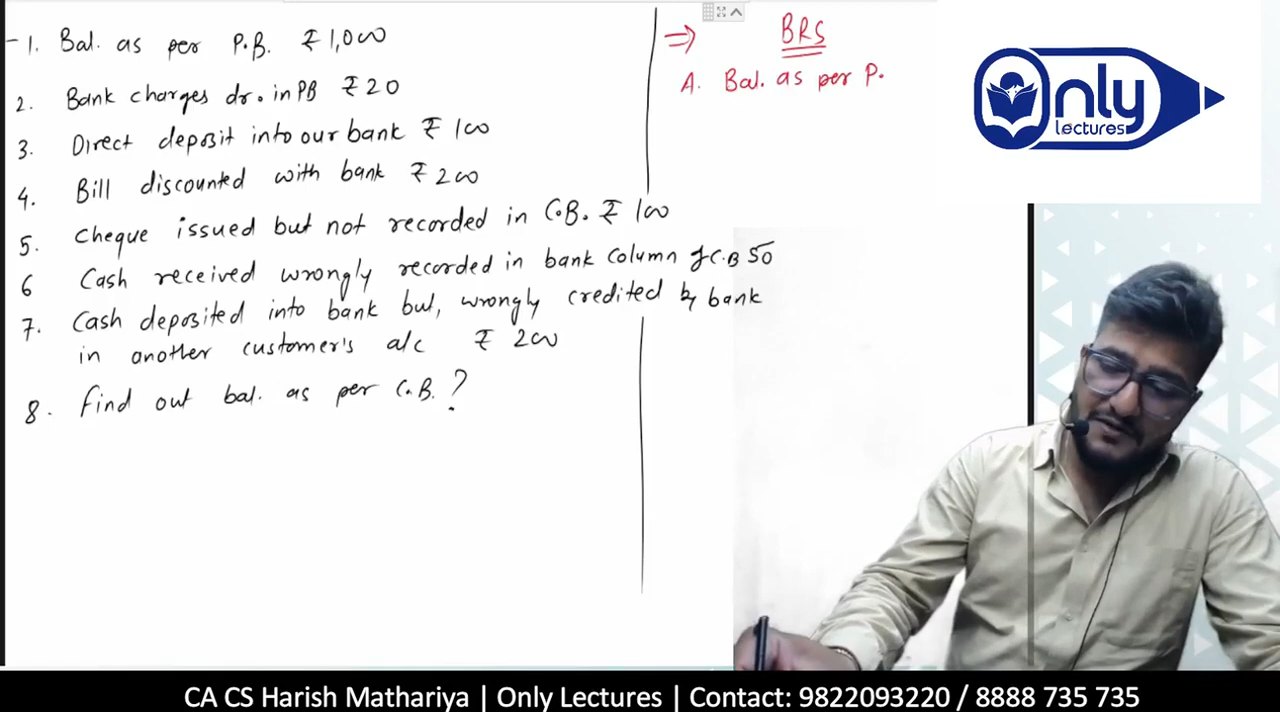 1. Bal. as per P.B. ₹ 1,000
2. Bank charges dr. in PB ₹ 20
3. Direct deposit into our bank ₹ 100
4. Bill discounted with bank ₹ 200
5. Cheque issued but not recorded in C.B. ₹ 100
6 Cash received wrongly recorded in bank column of C.B 50
7. Cash deposited into bank but, wrongly credited by bank
in another customer's a/c ₹ 200
8. Find out bal. as per C.B. ?
⇒ BRS
A. Bal. as per P.
Only
lectures
CA CS Harish Mathariya | Only Lectures | Contact: 9822093220 / 8888 735 735